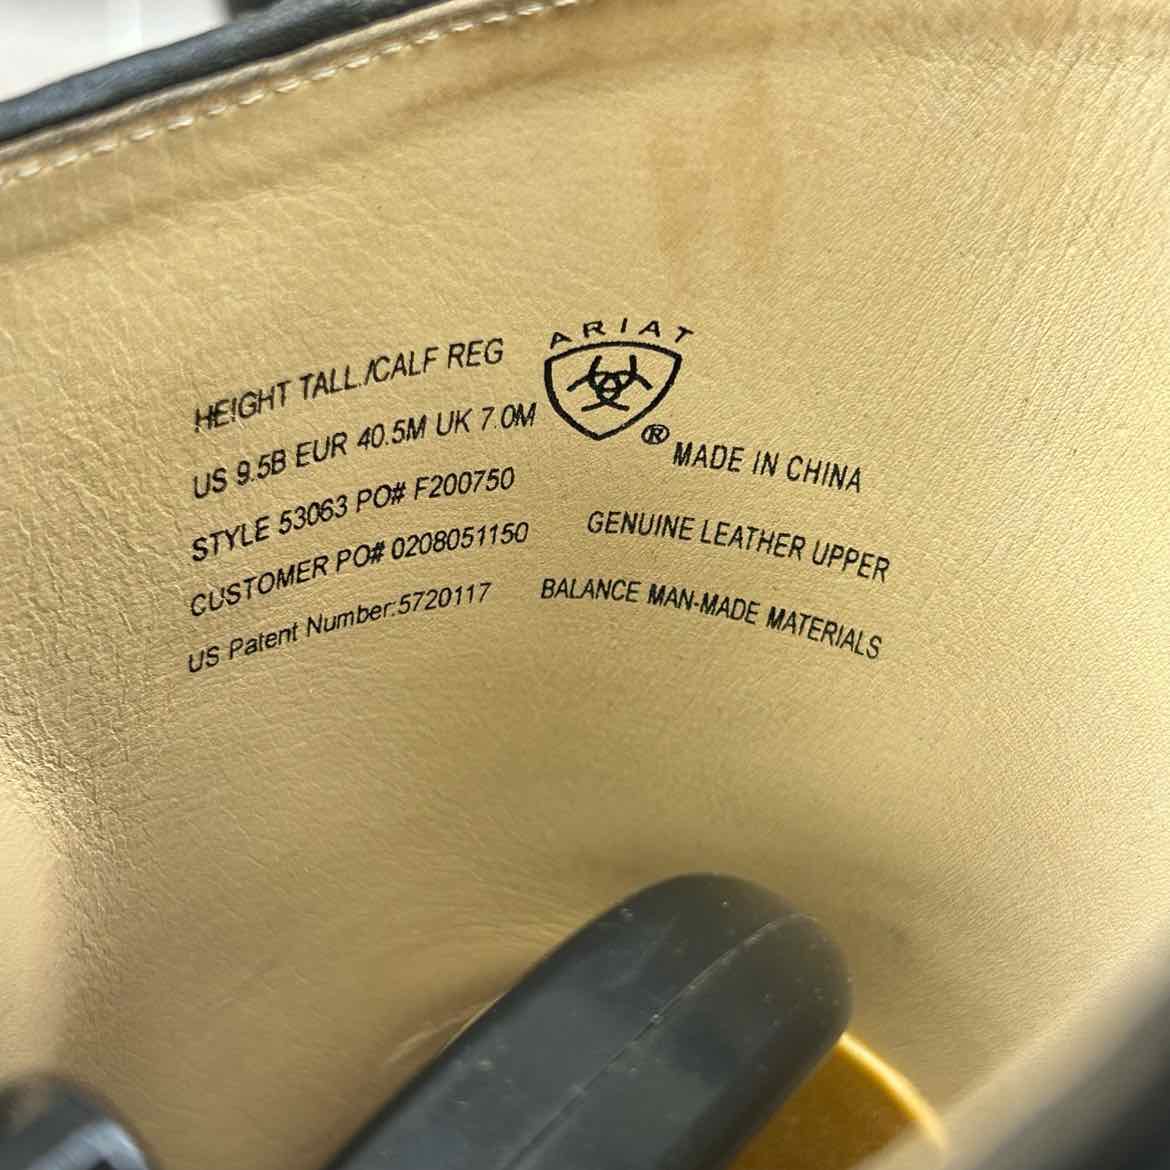 HEIGHT TALL./CALF REG
US 9.5B EUR 40.5M UK 7.0M
STYLE 53063 PO# F200750
CUSTOMER PO# 0208051150
US Patent Number:5720117
ARIAT
®
MADE IN CHINA
GENUINE LEATHER UPPER
BALANCE MAN-MADE MATERIALS